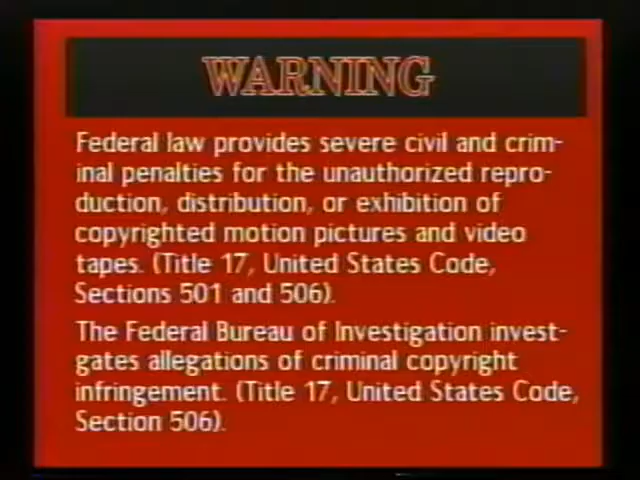 WARNING
Federal law provides severe civil and crim-
inal penalties for the unauthorized repro-
duction, distribution, or exhibition of
copyrighted motion pictures and video
tapes. (Title 17, United States Code,
Sections 501 and 506).
The Federal Bureau of Investigation invest-
gates allegations of criminal copyright
infringement. (Title 17, United States Code,
Section 506).